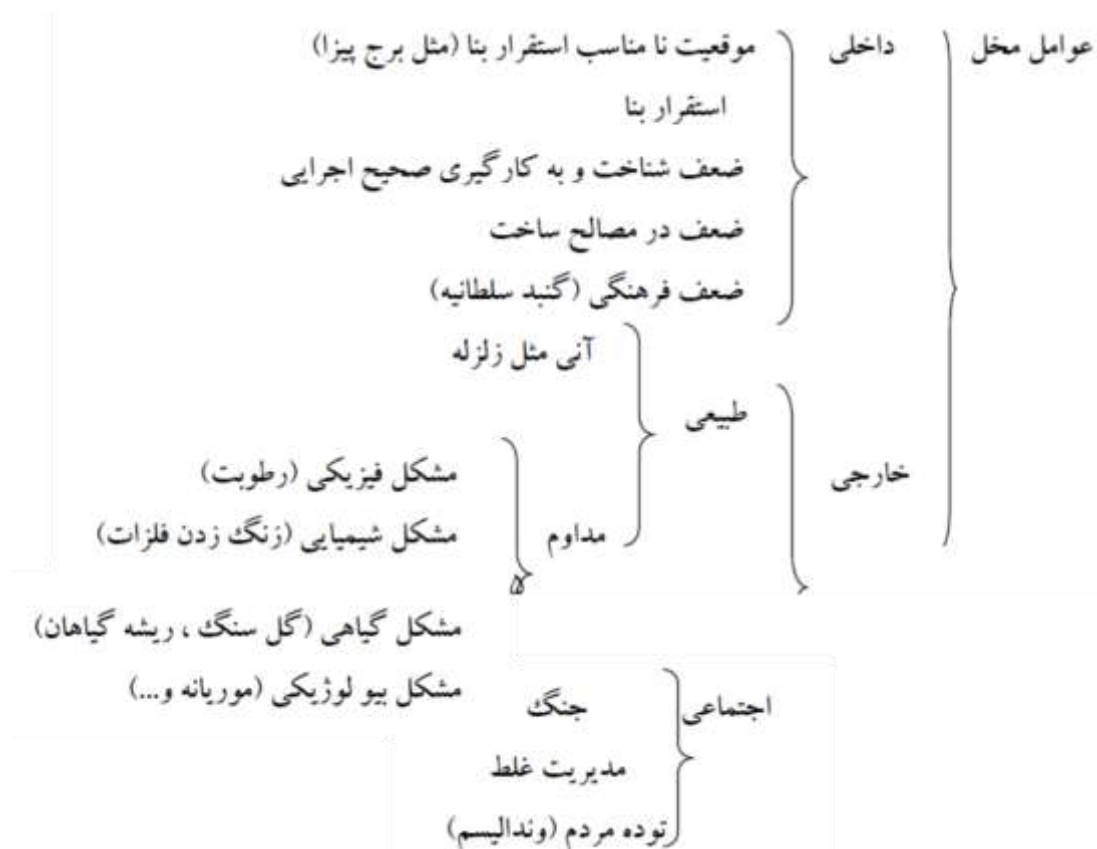 عوامل مخل داخلی موقعیت نا مناسب استقرار بنا (مثل برج پیزا)
استقرار بنا
ضعف شناخت و به کارگیری صحیح اجرایی
ضعف در مصالح ساخت
ضعف فرهنگی (گنبد سلطانیه)
آنی مثل زلزله
طبیعی
خارجی مشکل فیزیکی (رطوبت)
مداوم مشکل شیمیایی (زنگ زدن فلزات)
مشکل گیاهی (گل سنگ ، ریشه گیاهان)
مشکل بیو لوژیکی (موریانه و...)
اجتماعی جنگ
مدیریت غلط
توده مردم (وندالیسم)